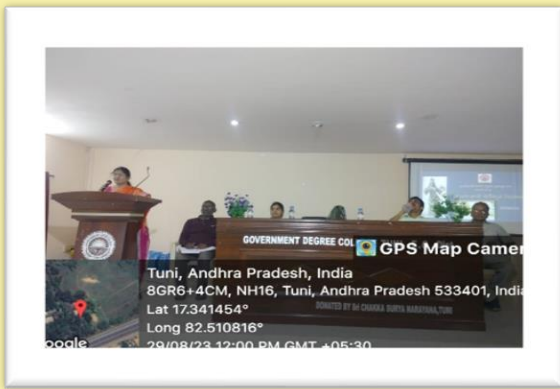 GOVERNMENT DEGREE COL
GPS Map Camer
Tuni, Andhra Pradesh, India
8GR6+4CM, NH16, Tuni, Andhra Pradesh 533401, India
Lat 17.341454°
Long 82.510816°
29/08/23 12:00 PM GMT +05:30
DONATED BY SRI CHAKKA SURYA NARAYANA, TUNI
oogle